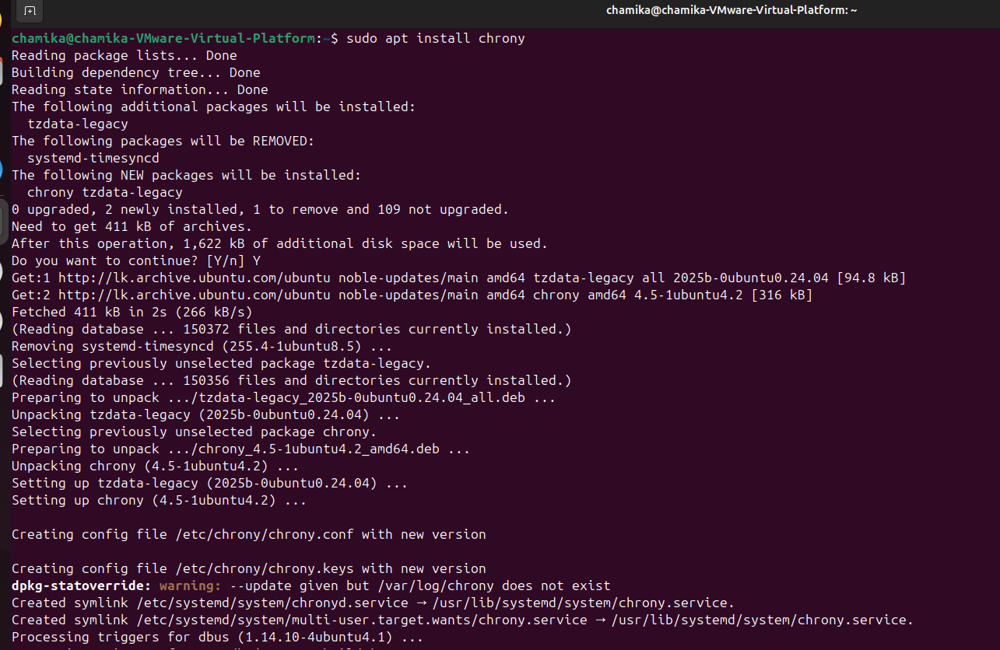 chamika@chamika-VMware-Virtual-Platform: ~
chamika@chamika-VMware-Virtual-Platform:~$ sudo apt install chrony
Reading package lists... Done
Building dependency tree... Done
Reading state information... Done
The following additional packages will be installed:
  tzdata-legacy
The following packages will be REMOVED:
  systemd-timesyncd
The following NEW packages will be installed:
  chrony tzdata-legacy
0 upgraded, 2 newly installed, 1 to remove and 109 not upgraded.
Need to get 411 kB of archives.
After this operation, 1,622 kB of additional disk space will be used.
Do you want to continue? [Y/n] Y
Get:1 http://lk.archive.ubuntu.com/ubuntu noble-updates/main amd64 tzdata-legacy all 2025b-0ubuntu0.24.04 [94.8 kB]
Get:2 http://lk.archive.ubuntu.com/ubuntu noble-updates/main amd64 chrony amd64 4.5-1ubuntu4.2 [316 kB]
Fetched 411 kB in 2s (266 kB/s)
(Reading database ... 150372 files and directories currently installed.)
Removing systemd-timesyncd (255.4-1ubuntu8.5) ...
Selecting previously unselected package tzdata-legacy.
(Reading database ... 150356 files and directories currently installed.)
Preparing to unpack .../tzdata-legacy_2025b-0ubuntu0.24.04_all.deb ...
Unpacking tzdata-legacy (2025b-0ubuntu0.24.04) ...
Selecting previously unselected package chrony.
Preparing to unpack .../chrony_4.5-1ubuntu4.2_amd64.deb ...
Unpacking chrony (4.5-1ubuntu4.2) ...
Setting up tzdata-legacy (2025b-0ubuntu0.24.04) ...
Setting up chrony (4.5-1ubuntu4.2) ...

Creating config file /etc/chrony/chrony.conf with new version

Creating config file /etc/chrony/chrony.keys with new version
dpkg-statoverride: warning: --update given but /var/log/chrony does not exist
Created symlink /etc/systemd/system/chronyd.service → /usr/lib/systemd/system/chrony.service.
Created symlink /etc/systemd/system/multi-user.target.wants/chrony.service → /usr/lib/systemd/system/chrony.service.
Processing triggers for dbus (1.14.10-4ubuntu4.1) ...